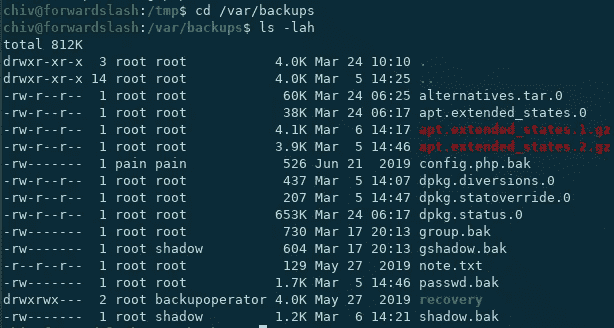 chiv@forwardslash:/tmp$ cd /var/backups
chiv@forwardslash:/var/backups$ ls -lah
total 812K
drwxr-xr-x  3 root root           4.0K Mar 24 10:10 .
drwxr-xr-x 14 root root           4.0K Mar  5 14:25 ..
-rw-r--r--  1 root root            60K Mar 24 06:25 alternatives.tar.0
-rw-r--r--  1 root root            38K Mar 24 06:17 apt.extended_states.0
-rw-r--r--  1 root root           4.1K Mar  6 14:17 apt.extended_states.1.gz
-rw-r--r--  1 root root           3.9K Mar  5 14:46 apt.extended_states.2.gz
-rw-------  1 pain pain            526 Jun 21  2019 config.php.bak
-rw-r--r--  1 root root            437 Mar  5 14:07 dpkg.diversions.0
-rw-r--r--  1 root root            207 Mar  5 14:47 dpkg.statoverride.0
-rw-r--r--  1 root root           653K Mar 24 06:17 dpkg.status.0
-rw-------  1 root root            730 Mar 17 20:13 group.bak
-rw-------  1 root shadow          604 Mar 17 20:13 gshadow.bak
-r--r--r--  1 root root            129 May 27  2019 note.txt
-rw-------  1 root root           1.7K Mar  5 14:46 passwd.bak
drwxrwx---  2 root backupoperator 4.0K May 27  2019 recovery
-rw-------  1 root shadow         1.2K Mar  6 14:21 shadow.bak